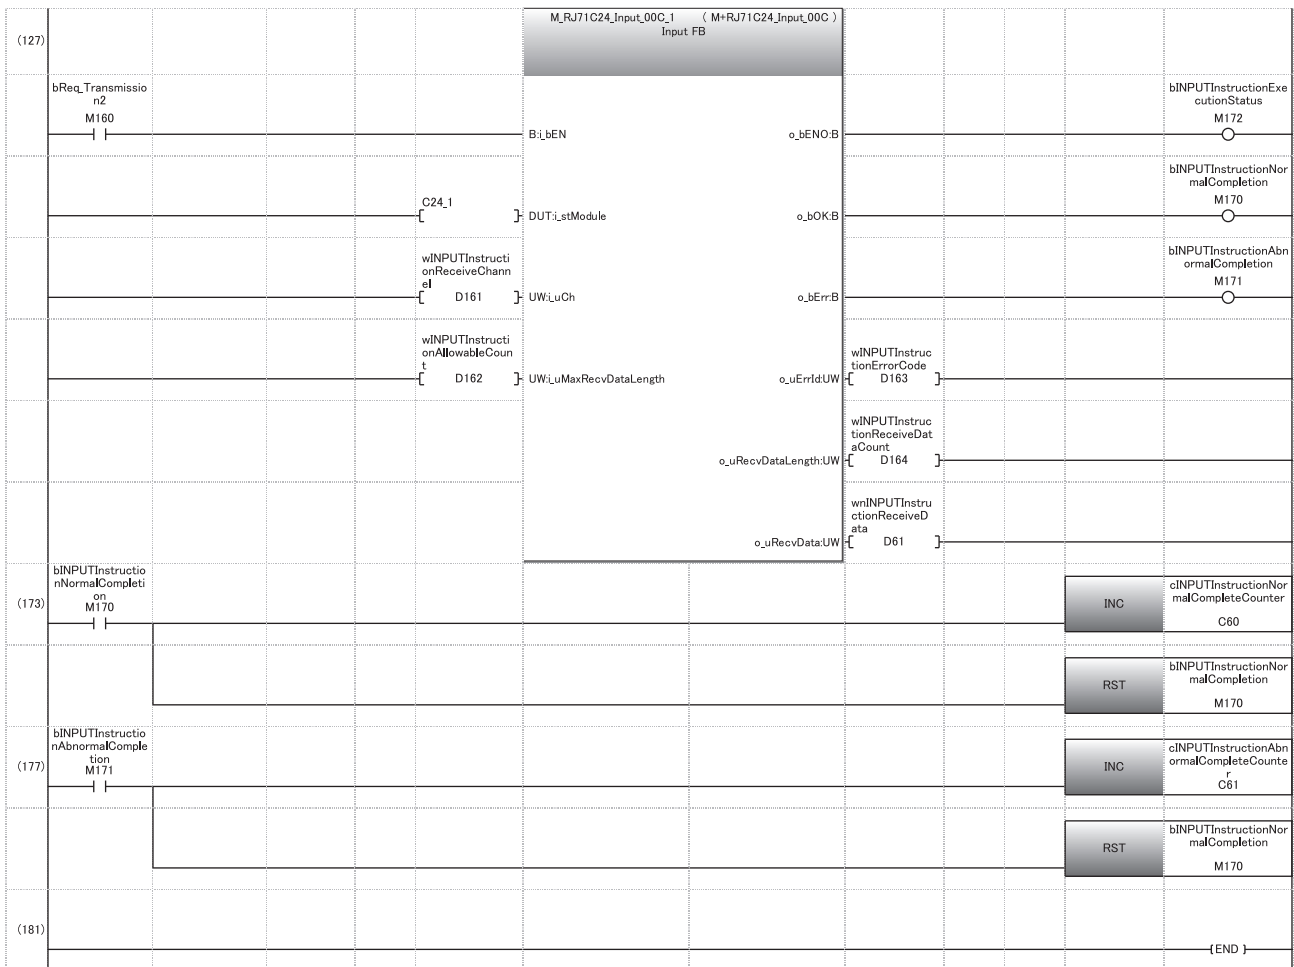 M_RJ71C24_Input_00C_1 ( M+RJ71C24_Input_00C )
Input FB
(127)
bReq_Transmissio
n2
M160
B:i_bEN
o_bENO:B
bINPUTInstructionExe
cutionStatus
M172
C24_1
[ ]
DUT:i_stModule
o_bOK:B
bINPUTInstructionNor
malCompletion
M170
wINPUTInstructi
onReceiveChann
el
[ D161 ]
UW:i_uCh
o_bErr:B
bINPUTInstructionAbn
ormalCompletion
M171
wINPUTInstructi
onAllowableCoun
t
[ D162 ]
UW:i_uMaxRecvDataLength
o_uErrId:UW
wINPUTInstruc
tionErrorCode
[ D163 ]
o_uRecvDataLength:UW
wINPUTInstruc
tionReceiveDat
aCount
[ D164 ]
o_uRecvData:UW
wnINPUTInstru
ctionReceiveD
ata
[ D61 ]
(173)
bINPUTInstructio
nNormalCompleti
on
M170
INC
cINPUTInstructionNor
malCompleteCounter
C60
RST
bINPUTInstructionNor
malCompletion
M170
(177)
bINPUTInstructio
nAbnormalComple
tion
M171
INC
cINPUTInstructionAbn
ormalCompleteCounte
r
C61
RST
bINPUTInstructionNor
malCompletion
M170
(181)
[END ]